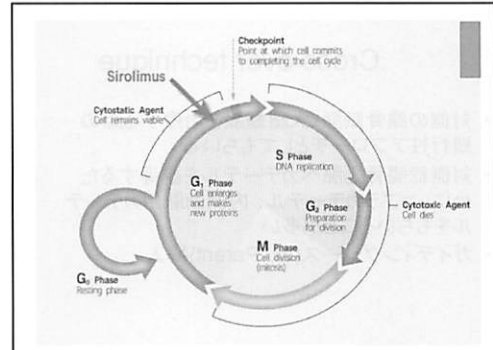 Checkpoint
Point at which cell commits
to completing the cell cycle
Sirolimus
Cytostatic Agent
Cell remains viable
S Phase
DNA replication
G₁ Phase
Cell enlarges
and makes
new proteins
G₂ Phase
Preparation
for division
Cytotoxic Agent
Cell dies
M Phase
Cell division
(mitosis)
G₀ Phase
Resting phase